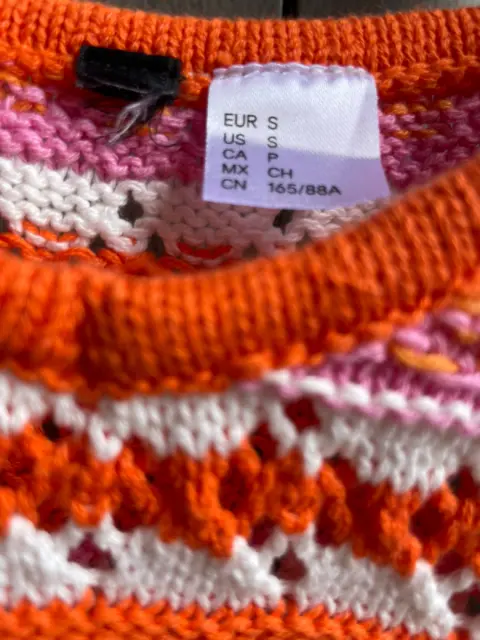 EUR S
US S
CA P
MX CH
CN 165/88A